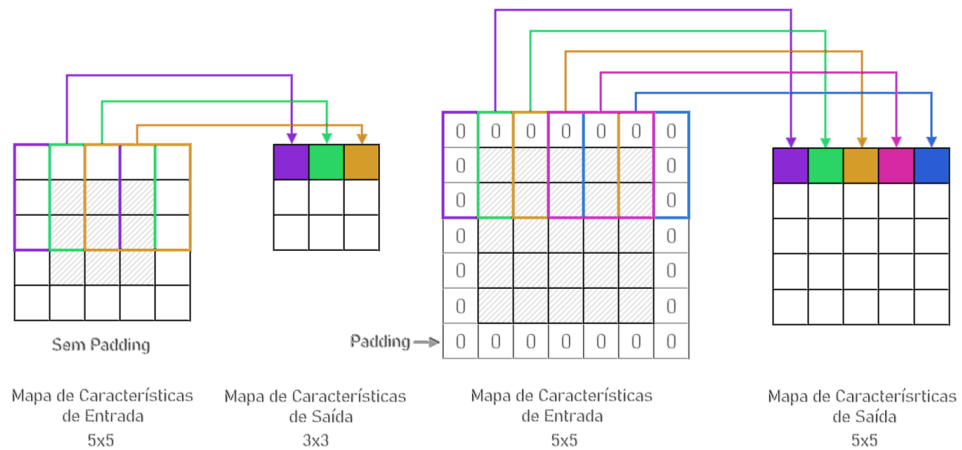 0 0 0 0 0 0 0
0 0
0 0
0 0
0 0
0 0
Padding 0 0 0 0 0 0 0
Sem Padding
Mapa de Características
de Entrada
5x5
Mapa de Características
de Saída
3x3
Mapa de Características
de Entrada
5x5
Mapa de Caracterísrticas
de Saída
5x5